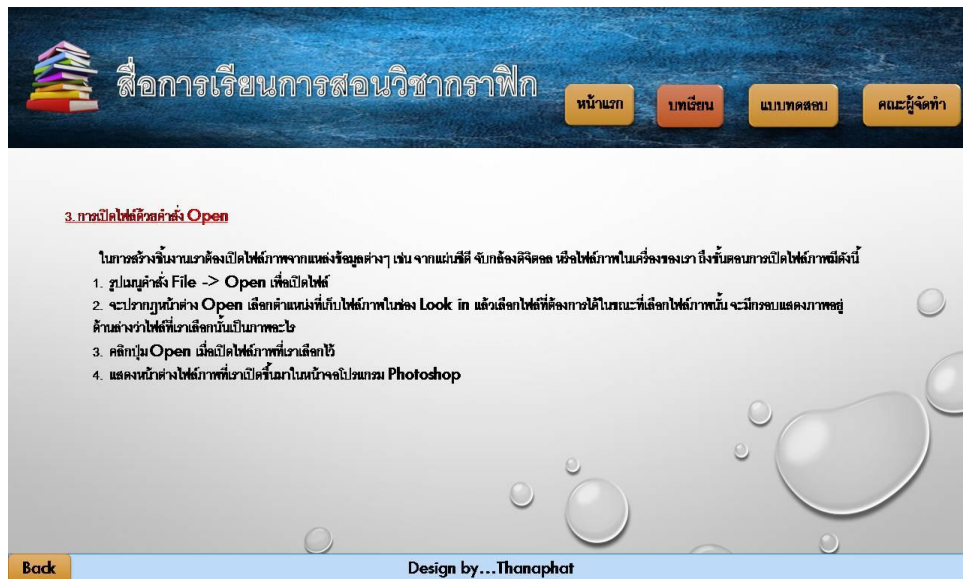 สื่อการเรียนการสอนวิชากราฟิก
หน้าแรก
บทเรียน
แบบทดสอบ
คณะผู้จัดทำ
3. การเปิดไฟล์ด้วยคำสั่ง Open
ในการสร้างชิ้นงานเราต้องเปิดไฟล์ภาพจากแหล่งข้อมูลต่างๆ เช่น จากแผ่นซีดี จับกล้องดิจิตอล หรือไฟล์ภาพในเครื่องของเรา ถึงขั้นตอนการเปิดไฟล์ภาพมีดังนี้
1. รูปเมนูคำสั่ง File -> Open เพื่อเปิดไฟล์
2. จะปรากฏหน้าต่าง Open เลือกตำแหน่งที่เก็บไฟล์ภาพในช่อง Look in แล้วเลือกไฟล์ที่ต้องการได้ในขณะที่เลือกไฟล์ภาพนั้น จะมีกรอบแสดงภาพอยู่
ด้านล่างว่าไฟล์ที่เราเลือกนั้นเป็นภาพอะไร
3. คลิกปุ่ม Open เมื่อเปิดไฟล์ภาพที่เราเลือกไว้
4. แสดงหน้าต่างไฟล์ภาพที่เราเปิดขึ้นมาในหน้าจอโปรแกรม Photoshop
Back
Design by...Thanaphat